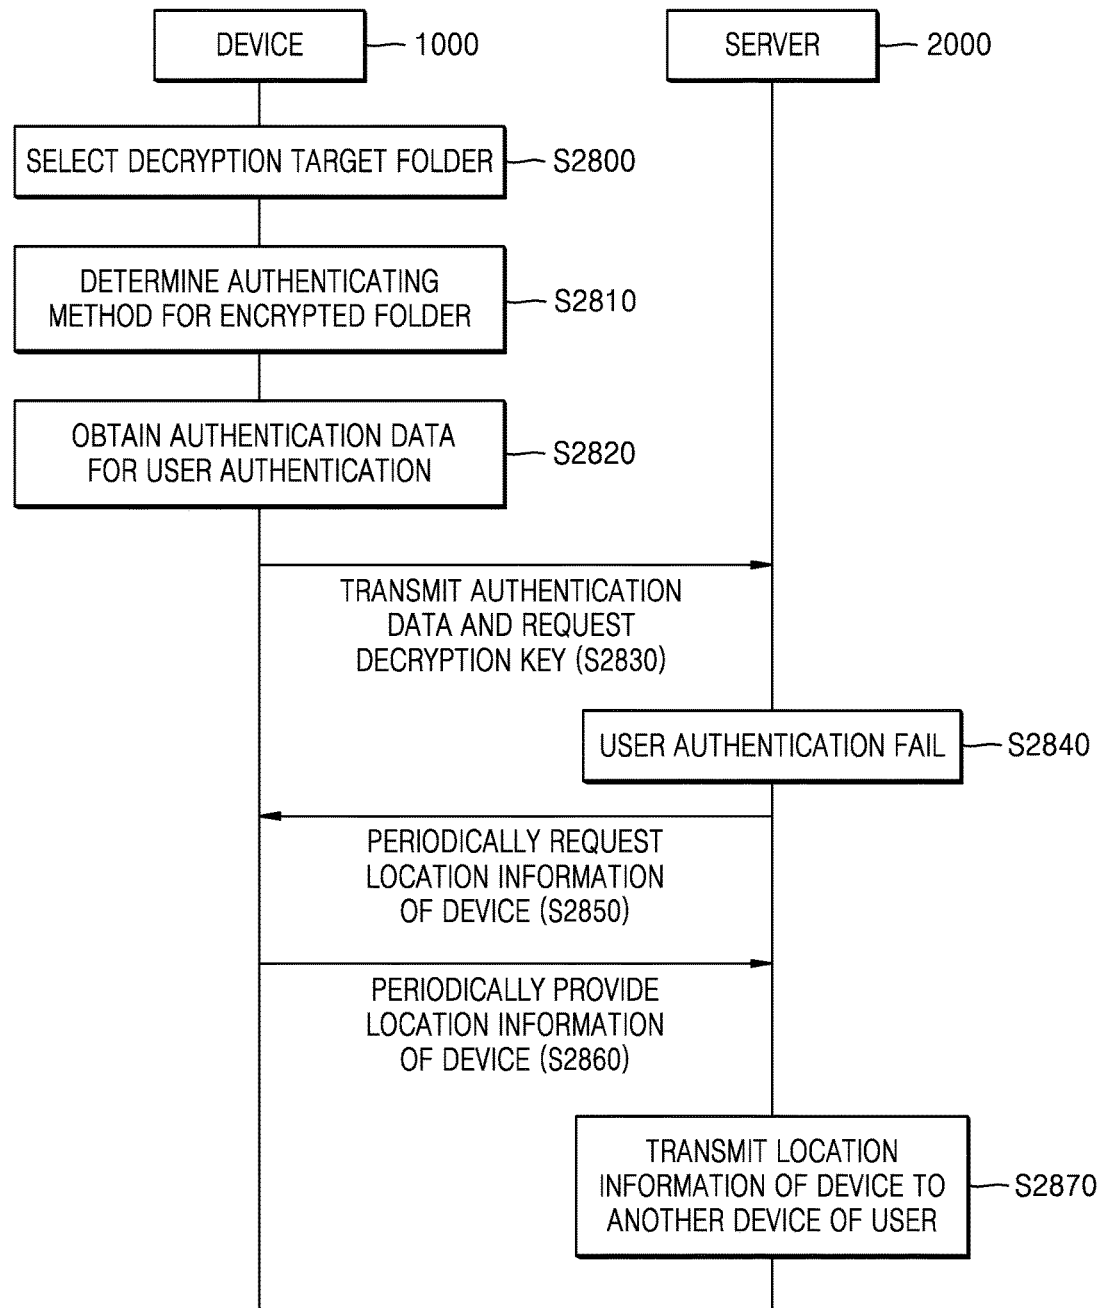 DEVICE
1000
SERVER
2000
SELECT DECRYPTION TARGET FOLDER
S2800
DETERMINE AUTHENTICATING
METHOD FOR ENCRYPTED FOLDER
S2810
OBTAIN AUTHENTICATION DATA
FOR USER AUTHENTICATION
S2820
TRANSMIT AUTHENTICATION
DATA AND REQUEST
DECRYPTION KEY (S2830)
USER AUTHENTICATION FAIL
S2840
PERIODICALLY REQUEST
LOCATION INFORMATION
OF DEVICE (S2850)
PERIODICALLY PROVIDE
LOCATION INFORMATION
OF DEVICE (S2860)
TRANSMIT LOCATION
INFORMATION OF DEVICE TO
ANOTHER DEVICE OF USER
S2870